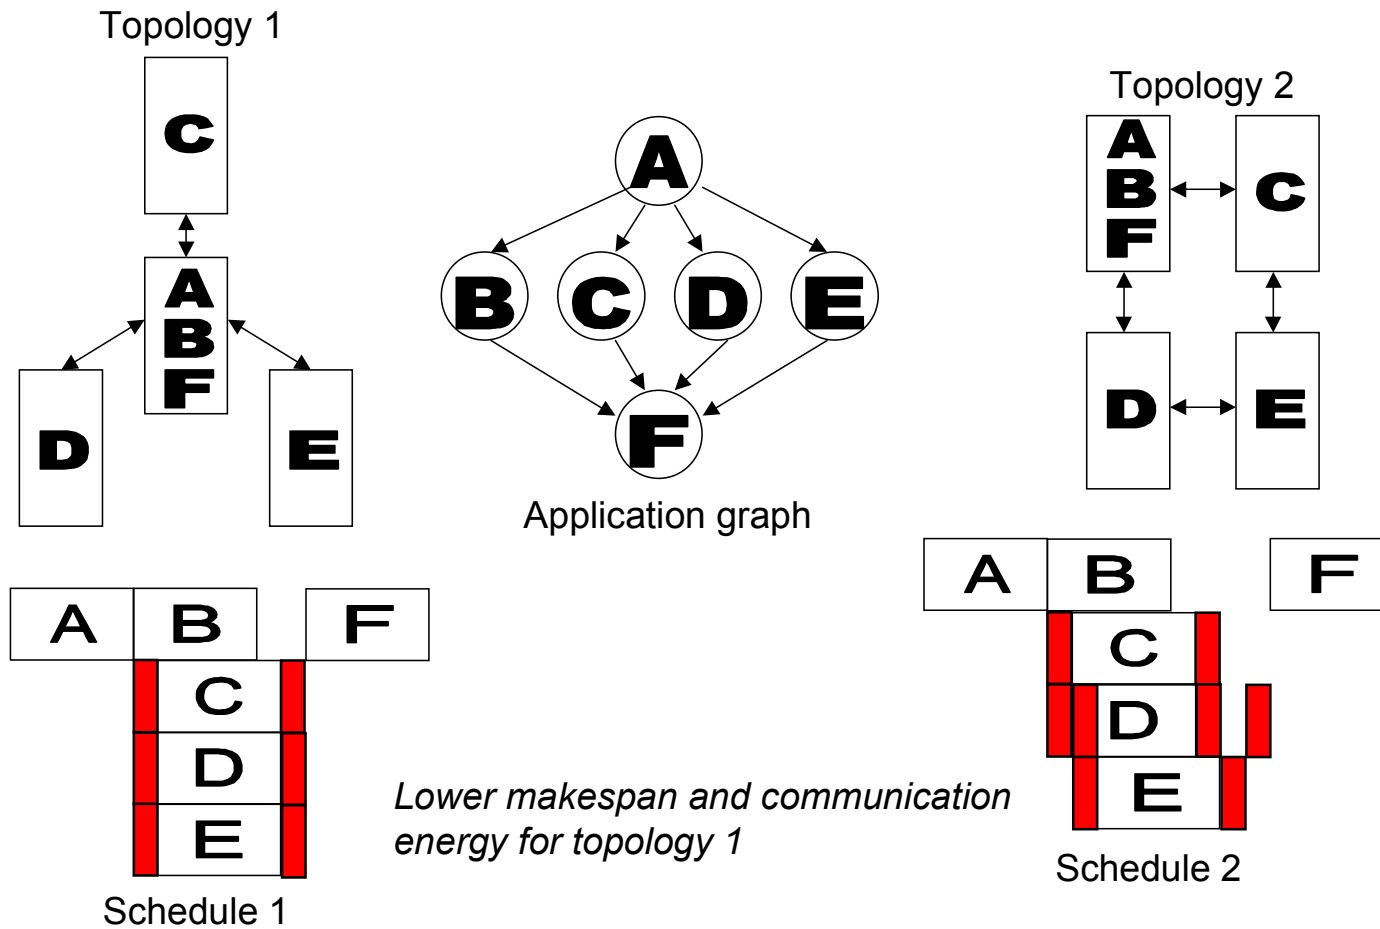 Topology 1
C
A
B
F
D
E
A
B
C
D
E
F
Application graph
Topology 2
A
B
F
C
D
E
A
B
F
C
D
E
Schedule 1
Lower makespan and communication
energy for topology 1
A
B
F
C
D
E
Schedule 2